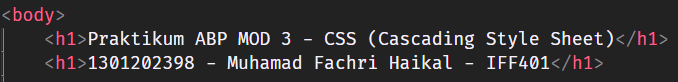 <body>
<h1>Praktikum ABP MOD 3 - CSS (Cascading Style Sheet)</h1>
<h1>1301202398 - Muhamad Fachri Haikal - IFF401</h1>